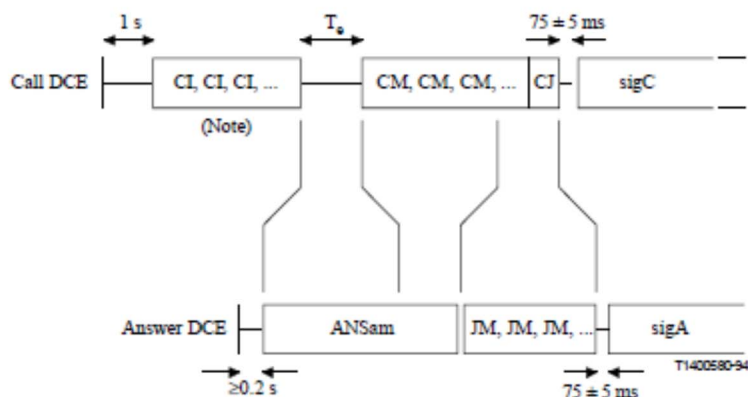 1 s
Te
75 ± 5 ms
Call DCE
CI, CI, CI, ...
CM, CM, CM, ...
CJ
sigC
(Note)
Answer DCE
ANSam
JM, JM, JM, ...
sigA
T1400580-94
≥0.2 s
75 ± 5 ms